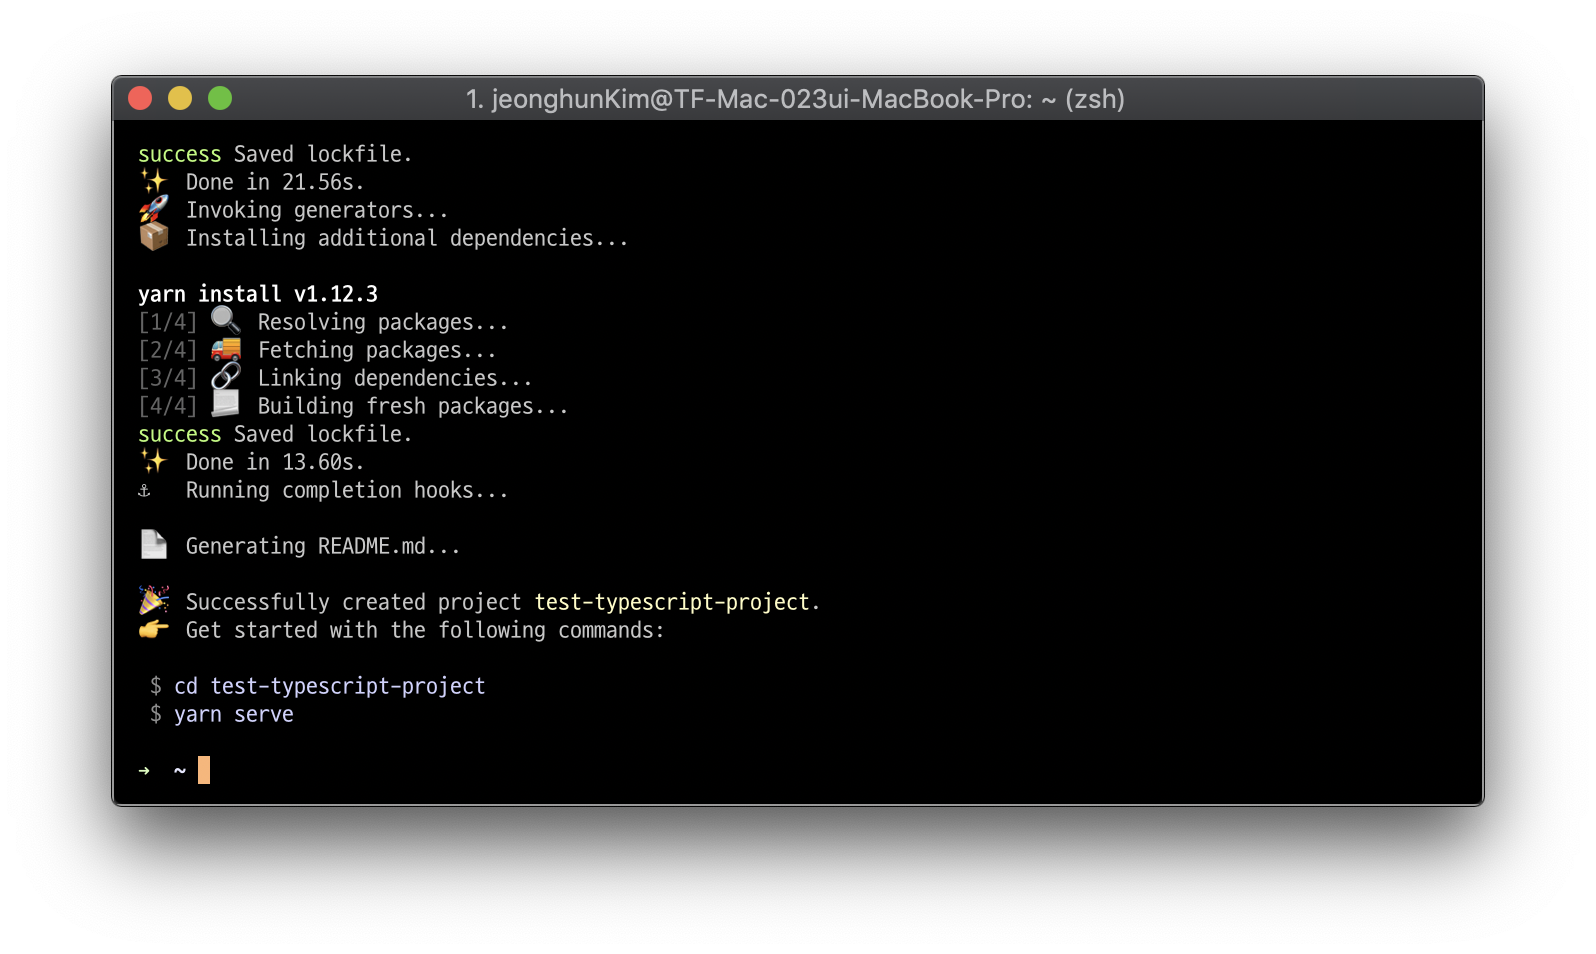 1. jeonghunKim@TF-Mac-023ui-MacBook-Pro: ~ (zsh)
success Saved lockfile.
✨ Done in 21.56s.
🚀 Invoking generators...
📦 Installing additional dependencies...
yarn install v1.12.3
[1/4] 🔍 Resolving packages...
[2/4] 🚚 Fetching packages...
[3/4] 🔗 Linking dependencies...
[4/4] 📃 Building fresh packages...
success Saved lockfile.
✨ Done in 13.60s.
⚓ Running completion hooks...
📄 Generating README.md...
🎉 Successfully created project test-typescript-project.
👉 Get started with the following commands:
$ cd test-typescript-project
$ yarn serve
➜ ~